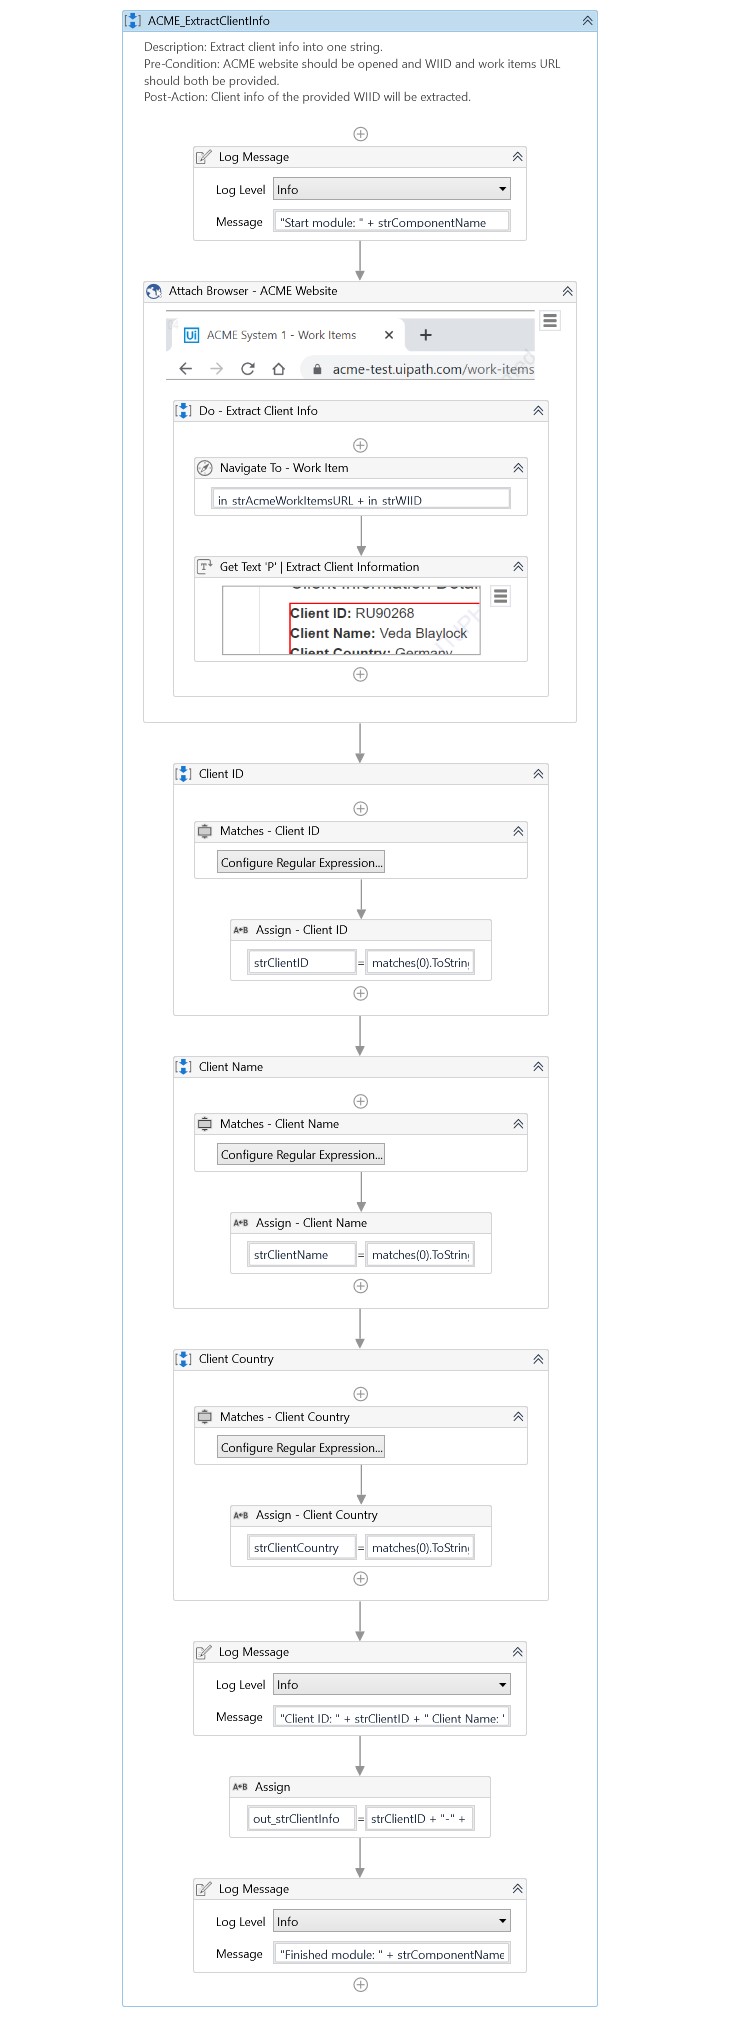 ACME_ExtractClientInfo
Description: Extract client info into one string.
Pre-Condition: ACME website should be opened and WIID and work items URL
should both be provided.
Post-Action: Client info of the provided WIID will be extracted.
Log Message
Log Level Info
Message "Start module: " + strComponentName
Attach Browser - ACME Website
Ui ACME System 1 - Work Items
acme-test.uipath.com/work-items
Do - Extract Client Info
Navigate To - Work Item
in_strAcmeWorkItemsURL + in_strWIID
Get Text 'P' | Extract Client Information
Client Information Detai
Client ID: RU90268
Client Name: Veda Blaylock
Client Country: Germany
Client ID
Matches - Client ID
Configure Regular Expression...
A+B Assign - Client ID
strClientID = matches(0).ToString
Client Name
Matches - Client Name
Configure Regular Expression...
A+B Assign - Client Name
strClientName = matches(0).ToString
Client Country
Matches - Client Country
Configure Regular Expression...
A+B Assign - Client Country
strClientCountry = matches(0).ToString
Log Message
Log Level Info
Message "Client ID: " + strClientID + " Client Name: "
A+B Assign
out_strClientInfo = strClientID + "-" +
Log Message
Log Level Info
Message "Finished module: " + strComponentName